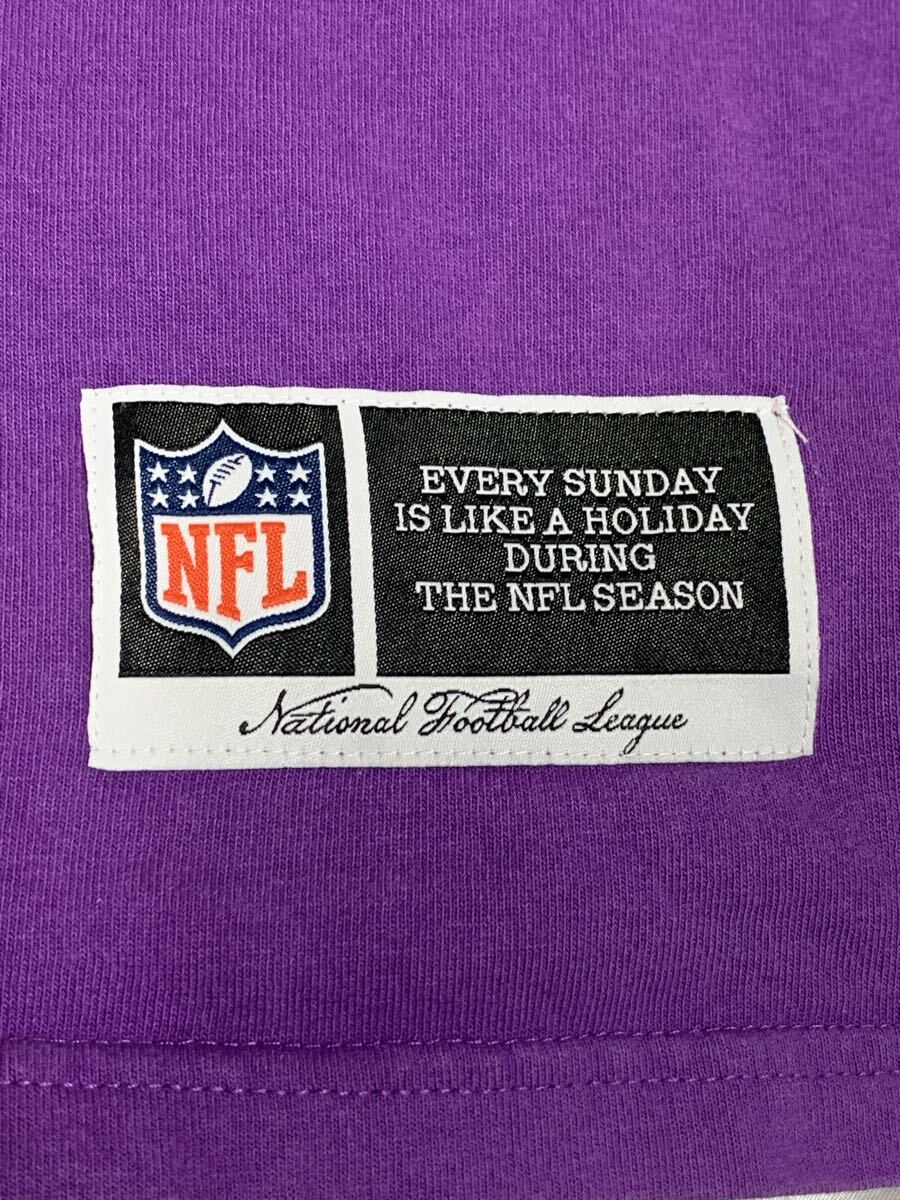 NFL
EVERY SUNDAY
IS LIKE A HOLIDAY
DURING
THE NFL SEASON
National Football League